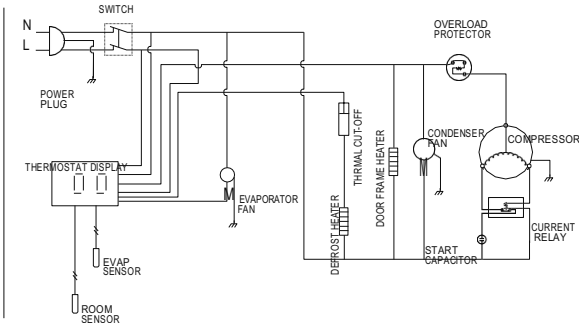 SWITCH
N
L
POWER
PLUG
OVERLOAD
PROTECTOR
THERMOSTAT DISPLAY
EVAP
SENSOR
ROOM
SENSOR
M
EVAPORATOR
FAN
DEFROST HEATER
THRMAL CUT-OFF
DOOR FRAME HEATER
CONDENSER
FAN
M
COMPRESSOR
START
CAPACITOR
CURRENT
RELAY